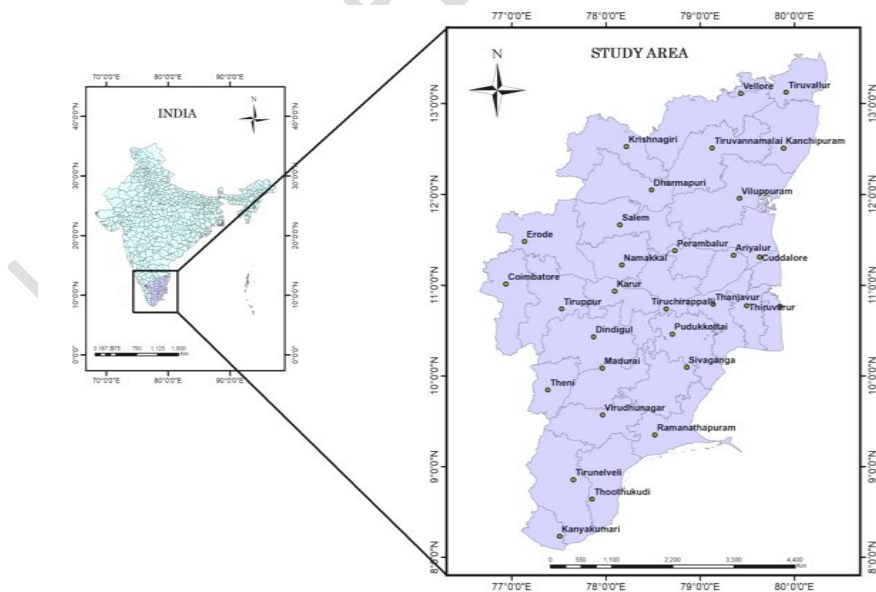 70°0'0"E 80°0'0"E 90°0'0"E
INDIA
N
40°0'0"N 40°0'0"N
30°0'0"N 30°0'0"N
20°0'0"N 20°0'0"N
10°0'0"N 10°0'0"N
0°0'0" 0°0'0"
Km
70°0'0"E 80°0'0"E 90°0'0"E
77°0'0"E 78°0'0"E 79°0'0"E 80°0'0"E
N
STUDY AREA
Vellore Tiruvallur
13°0'0"N 13°0'0"N
Krishnagiri Tiruvannamalai Kanchipuram
Dharmapuri
12°0'0"N Viluppuram 12°0'0"N
Salem
Erode Perambalur Ariyalur
Namakkal Cuddalore
Coimbatore Karur
11°0'0"N 11°0'0"N
Tiruppur Tiruchirappalli Thanjavur
Thiruvarur
Dindigul Pudukkottai
Madurai Sivaganga
10°0'0"N 10°0'0"N
Theni
Virudhunagar
Ramanathapuram
9°0'0"N 9°0'0"N
Tirunelveli
Thoothukudi
Kanyakumari
8°0'0"N 8°0'0"N
0 550 1,100 2,200 3,300 4,400
Km
77°0'0"E 78°0'0"E 79°0'0"E 80°0'0"E